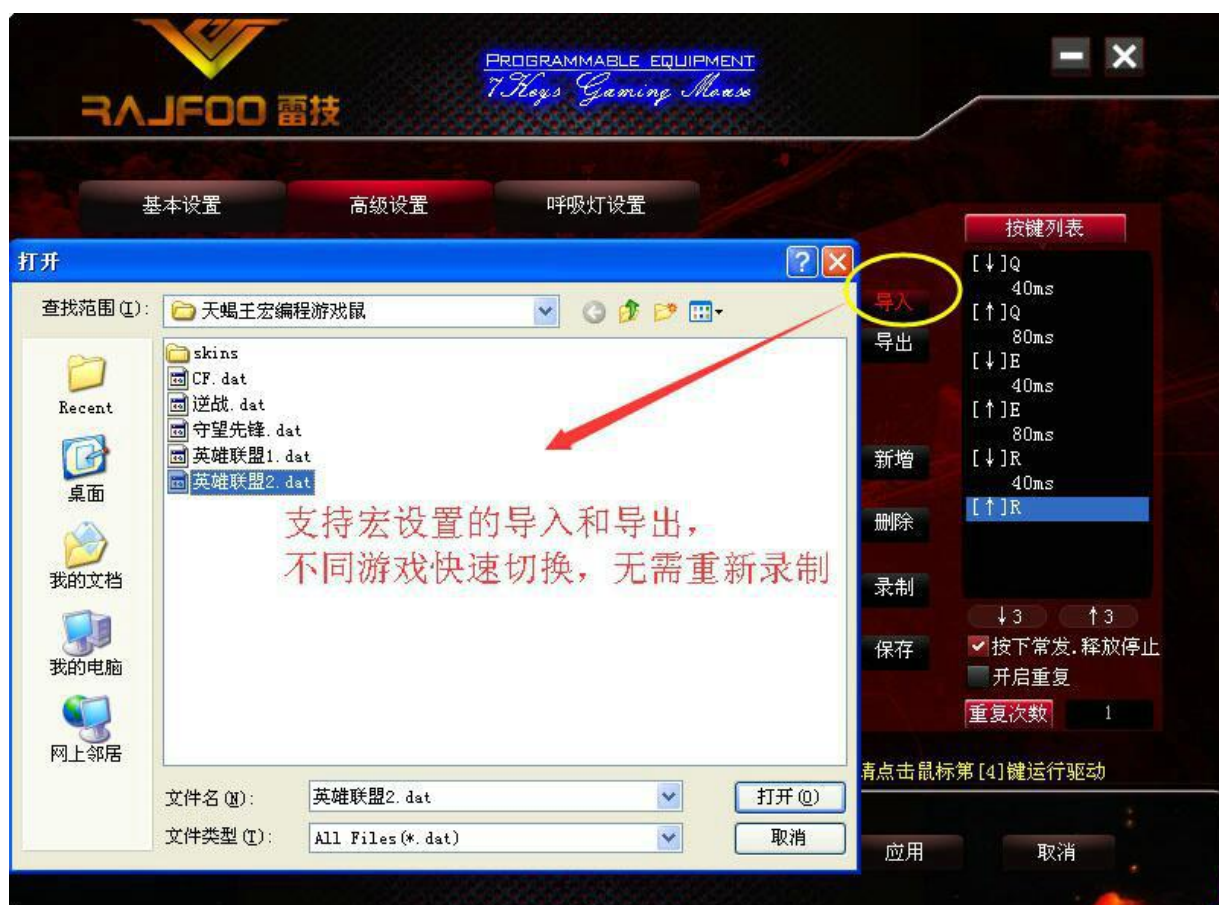 RAJFOO 雷技
PROGRAMMABLE EQUIPMENT
7 Keys Gaming Mouse
基本设置
高级设置
呼吸灯设置
打开
查找范围(I):
天蝎王宏编程游戏鼠
Recent
桌面
我的文档
我的电脑
网上邻居
skins
CF.dat
逆战.dat
守望先锋.dat
英雄联盟1.dat
英雄联盟2.dat
支持宏设置的导入和导出,
不同游戏快速切换, 无需重新录制
文件名(N):
英雄联盟2.dat
打开(O)
文件类型(T):
All Files(*.dat)
取消
导入
导出
新增
删除
录制
保存
按键列表
[↓]Q
40ms
[↑]Q
80ms
[↓]E
40ms
[↑]E
80ms
[↓]R
40ms
[↑]R
↓3 ↑3
按下常发.释放停止
开启重复
重复次数 1
请点击鼠标第[4]键运行驱动
应用
取消